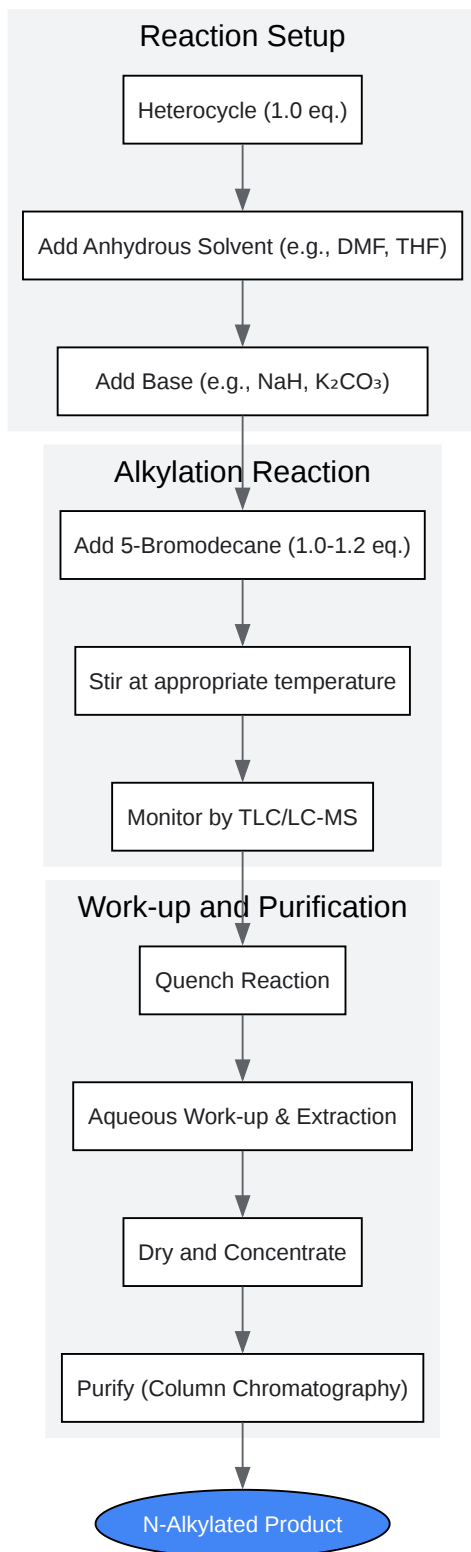 Reaction Setup
Heterocycle (1.0 eq.)
Add Anhydrous Solvent (e.g., DMF, THF)
Add Base (e.g., NaH, K₂CO₃)
Alkylation Reaction
Add 5-Bromodecane (1.0-1.2 eq.)
Stir at appropriate temperature
Monitor by TLC/LC-MS
Work-up and Purification
Quench Reaction
Aqueous Work-up & Extraction
Dry and Concentrate
Purify (Column Chromatography)
N-Alkylated Product